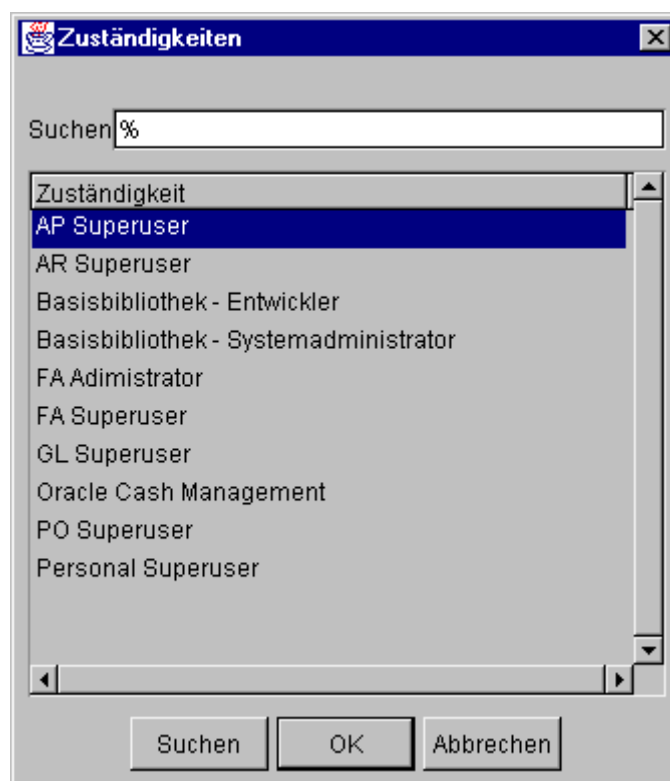 Zuständigkeiten
Suchen %
Zuständigkeit
AP Superuser
AR Superuser
Basisbibliothek - Entwickler
Basisbibliothek - Systemadministrator
FA Adimistrator
FA Superuser
GL Superuser
Oracle Cash Management
PO Superuser
Personal Superuser
Suchen OK Abbrechen